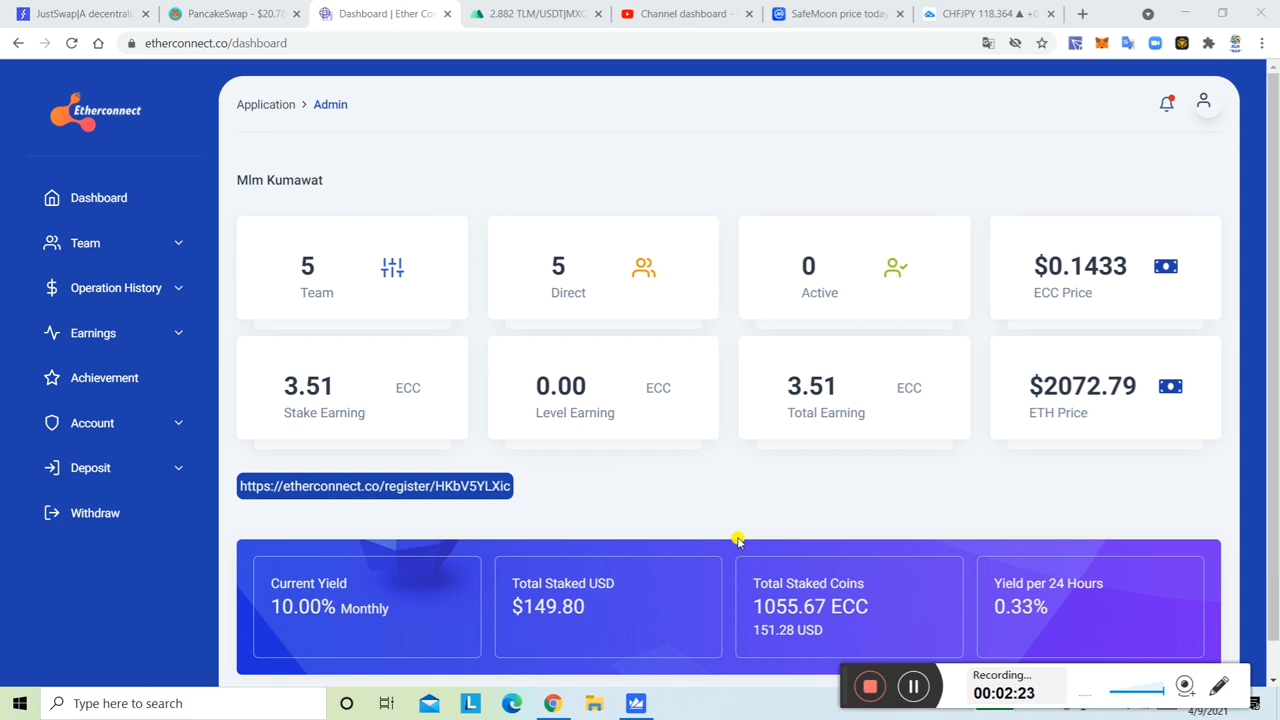 JustSwap|A decentraliz
PancakeSwap - $20.78
Dashboard | Ether Co
2.882 TLM/USDT|MXC
Channel dashboard -
SafeMoon price today
CHFJPY 118.364 ▲ +0
etherconnect.co/dashboard
Etherconnect
Application > Admin
Dashboard
Team
Operation History
Earnings
Achievement
Account
Deposit
Withdraw
Mlm Kumawat
5
Team
5
Direct
0
Active
$0.1433
ECC Price
3.51 ECC
Stake Earning
0.00 ECC
Level Earning
3.51 ECC
Total Earning
$2072.79
ETH Price
https://etherconnect.co/register/HKbV5YLXic
Current Yield
10.00% Monthly
Total Staked USD
$149.80
Total Staked Coins
1055.67 ECC
151.28 USD
Yield per 24 Hours
0.33%
Recording...
00:02:23
Type here to search
4/9/2021